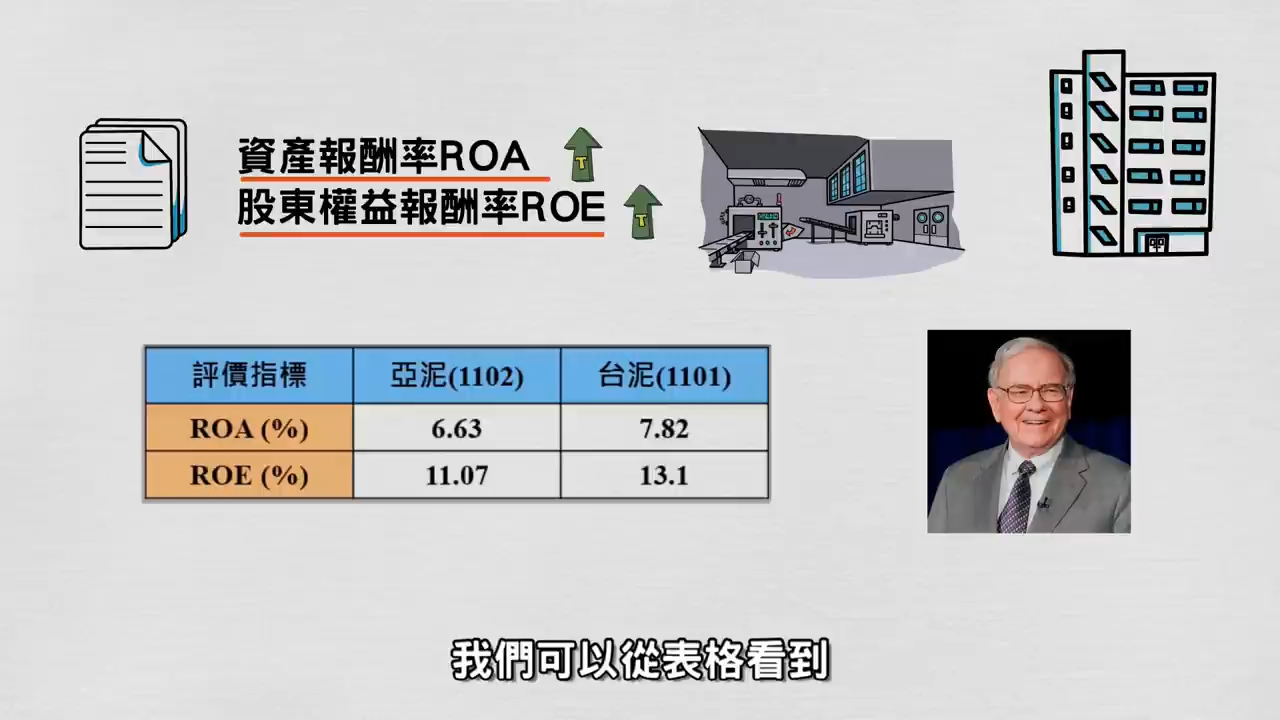 資產報酬率ROA
T
股東權益報酬率ROE
T
評價指標 亞泥(1102) 台泥(1101)
ROA (%) 6.63 7.82
ROE (%) 11.07 13.1
我們可以從表格看到